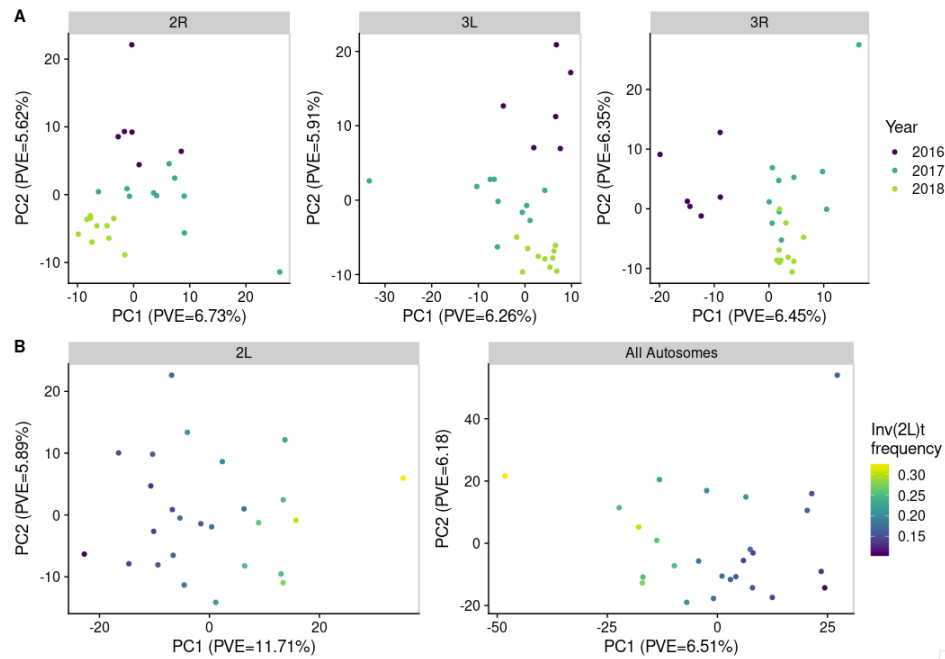 A
2R
3L
3R
20
10
0
-10
PC2 (PVE=5.62%)
-10
0
10
20
PC1 (PVE=6.73%)
20
10
0
-10
PC2 (PVE=5.91%)
-30
-20
-10
0
10
PC1 (PVE=6.26%)
20
10
0
-10
PC2 (PVE=6.35%)
-20
-10
0
10
PC1 (PVE=6.45%)
Year
2016
2017
2018
B
2L
All Autosomes
20
10
0
-10
PC2 (PVE=5.89%)
-20
0
20
PC1 (PVE=11.71%)
40
20
0
-20
PC2 (PVE=6.18)
-50
-25
0
25
PC1 (PVE=6.51%)
Inv(2L)t
frequency
0.30
0.25
0.20
0.15